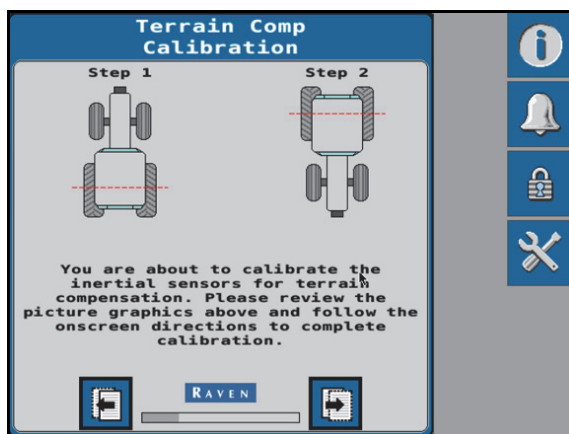 Terrain Comp
Calibration
Step 1
Step 2
You are about to calibrate the
inertial sensors for terrain
compensation. Please review the
picture graphics above and follow the
onscreen directions to complete
calibration.
RAVEN